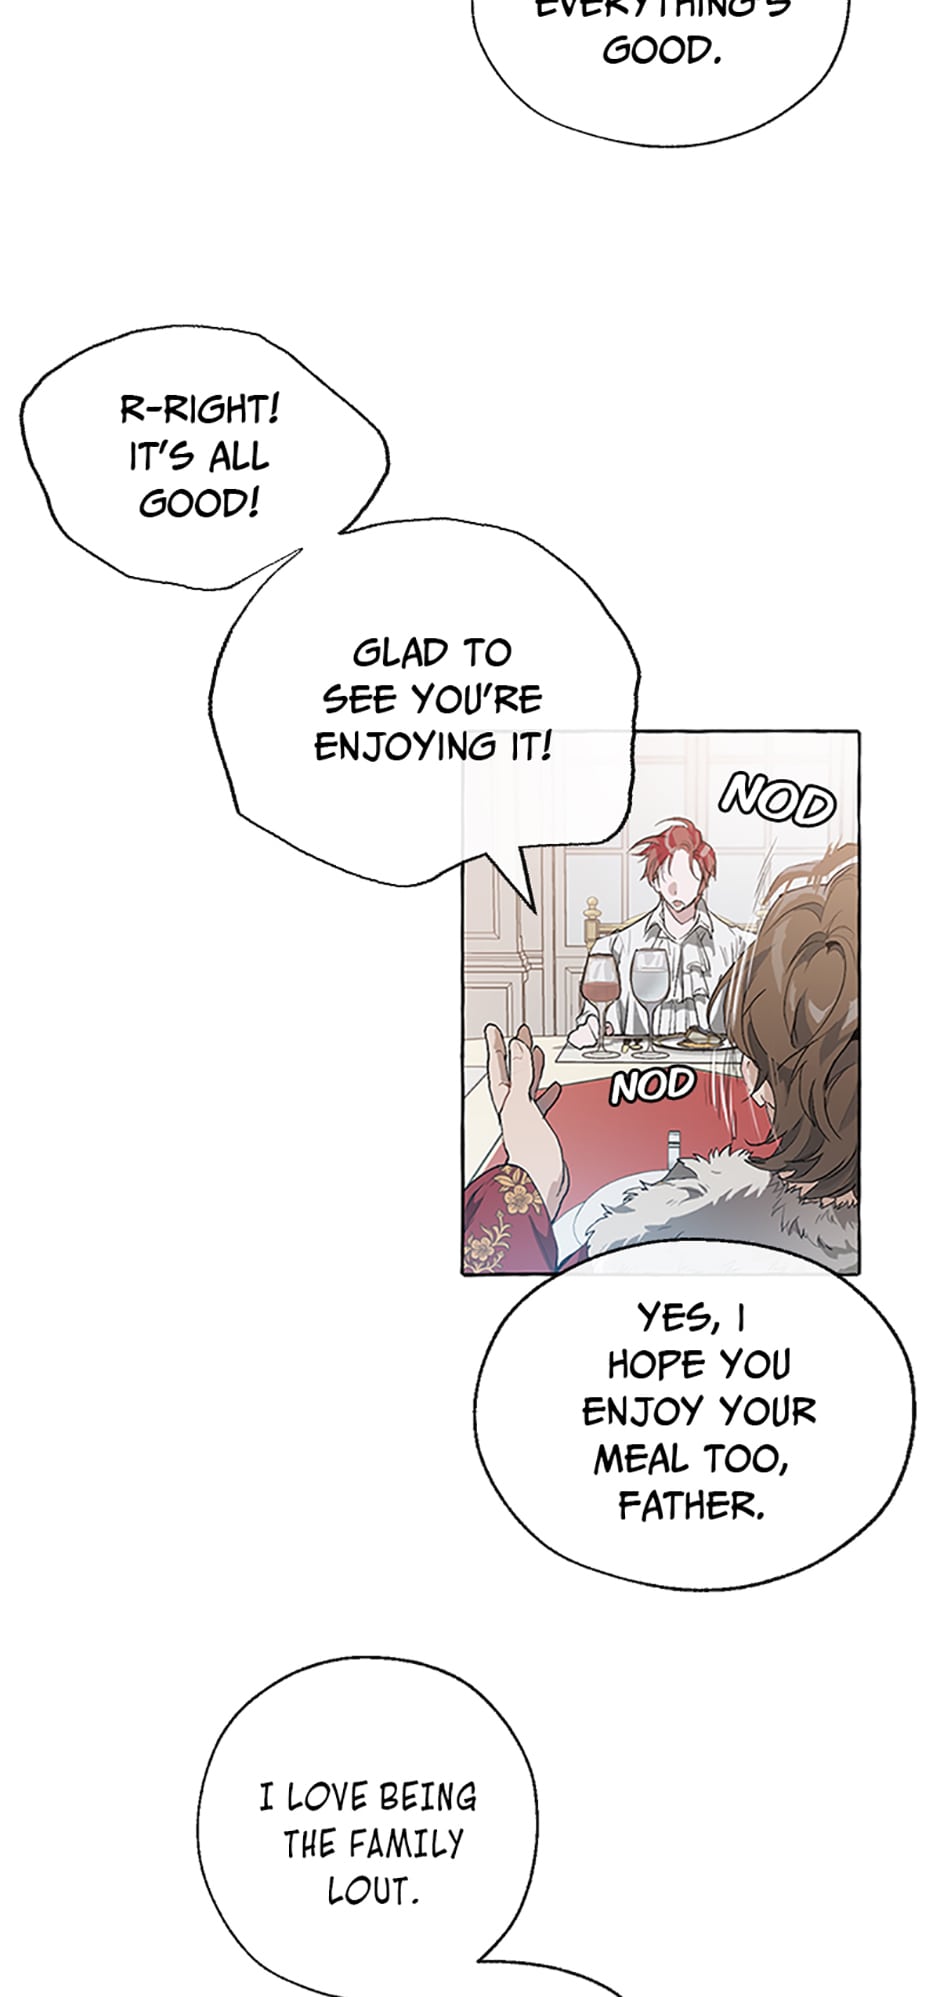 EVERYTHING'S
GOOD.
R-RIGHT!
IT'S ALL
GOOD!
GLAD TO
SEE YOU'RE
ENJOYING IT!
NOD
NOD
YES, I
HOPE YOU
ENJOY YOUR
MEAL TOO,
FATHER.
I LOVE BEING
THE FAMILY
LOUT.